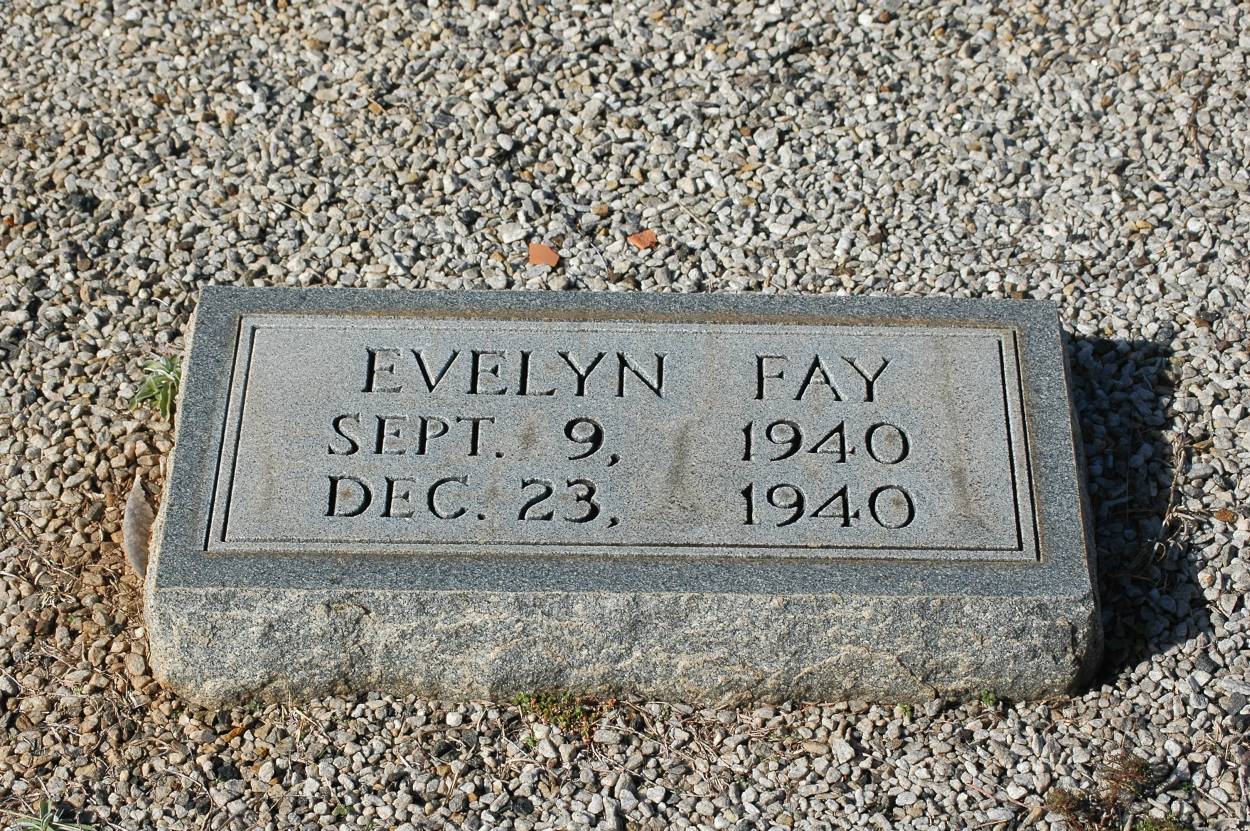 EVELYN FAY
SEPT. 9, 1940
DEC. 23, 1940